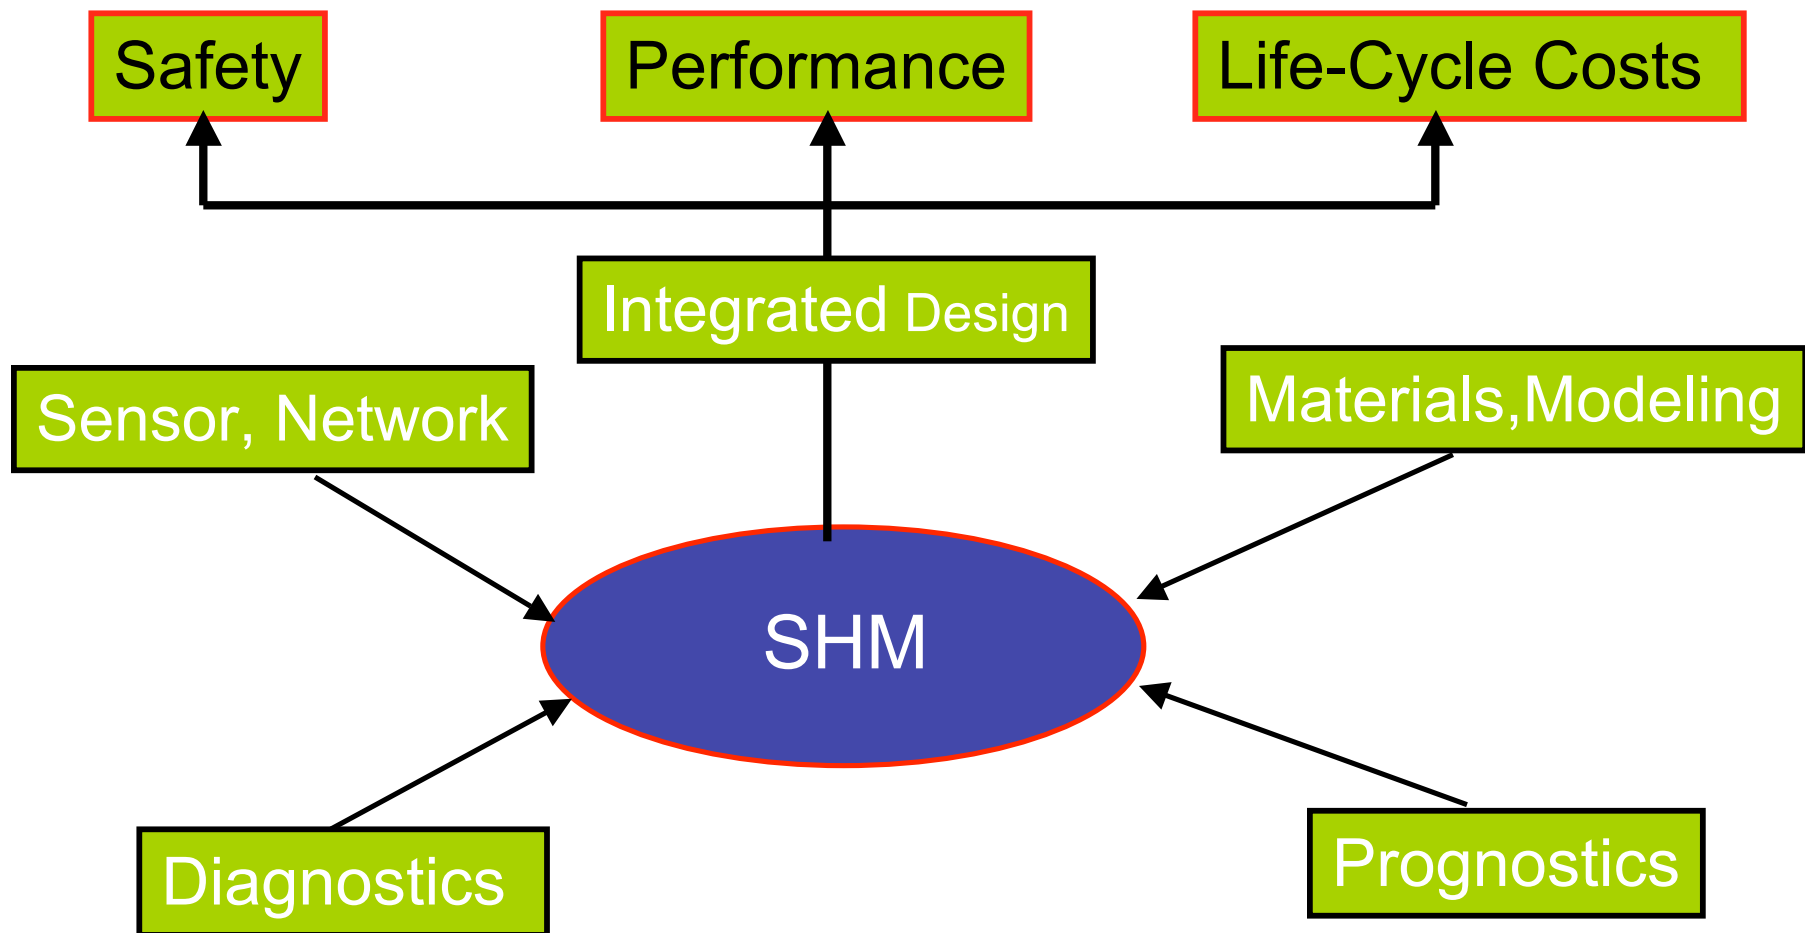 Safety
Performance
Life-Cycle Costs
Integrated Design
Sensor, Network
Materials,Modeling
SHM
Diagnostics
Prognostics